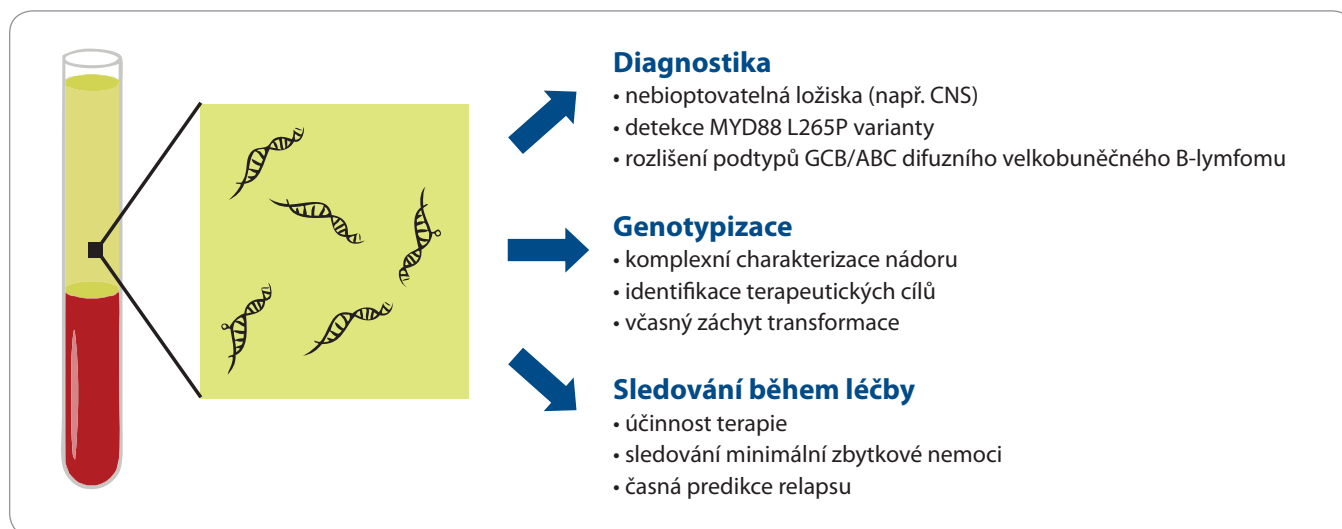 Diagnostika
• nebioptovatelná ložiska (např. CNS)
• detekce MYD88 L265P varianty
• rozlišení podtypů GCB/ABC difuzního velkobuněčného B-lymfomu
Genotypizace
• komplexní charakterizace nádoru
• identifikace terapeutických cílů
• včasný záchyt transformace
Sledování během léčby
• účinnost terapie
• sledování minimální zbytkové nemoci
• časná predikce relapsu